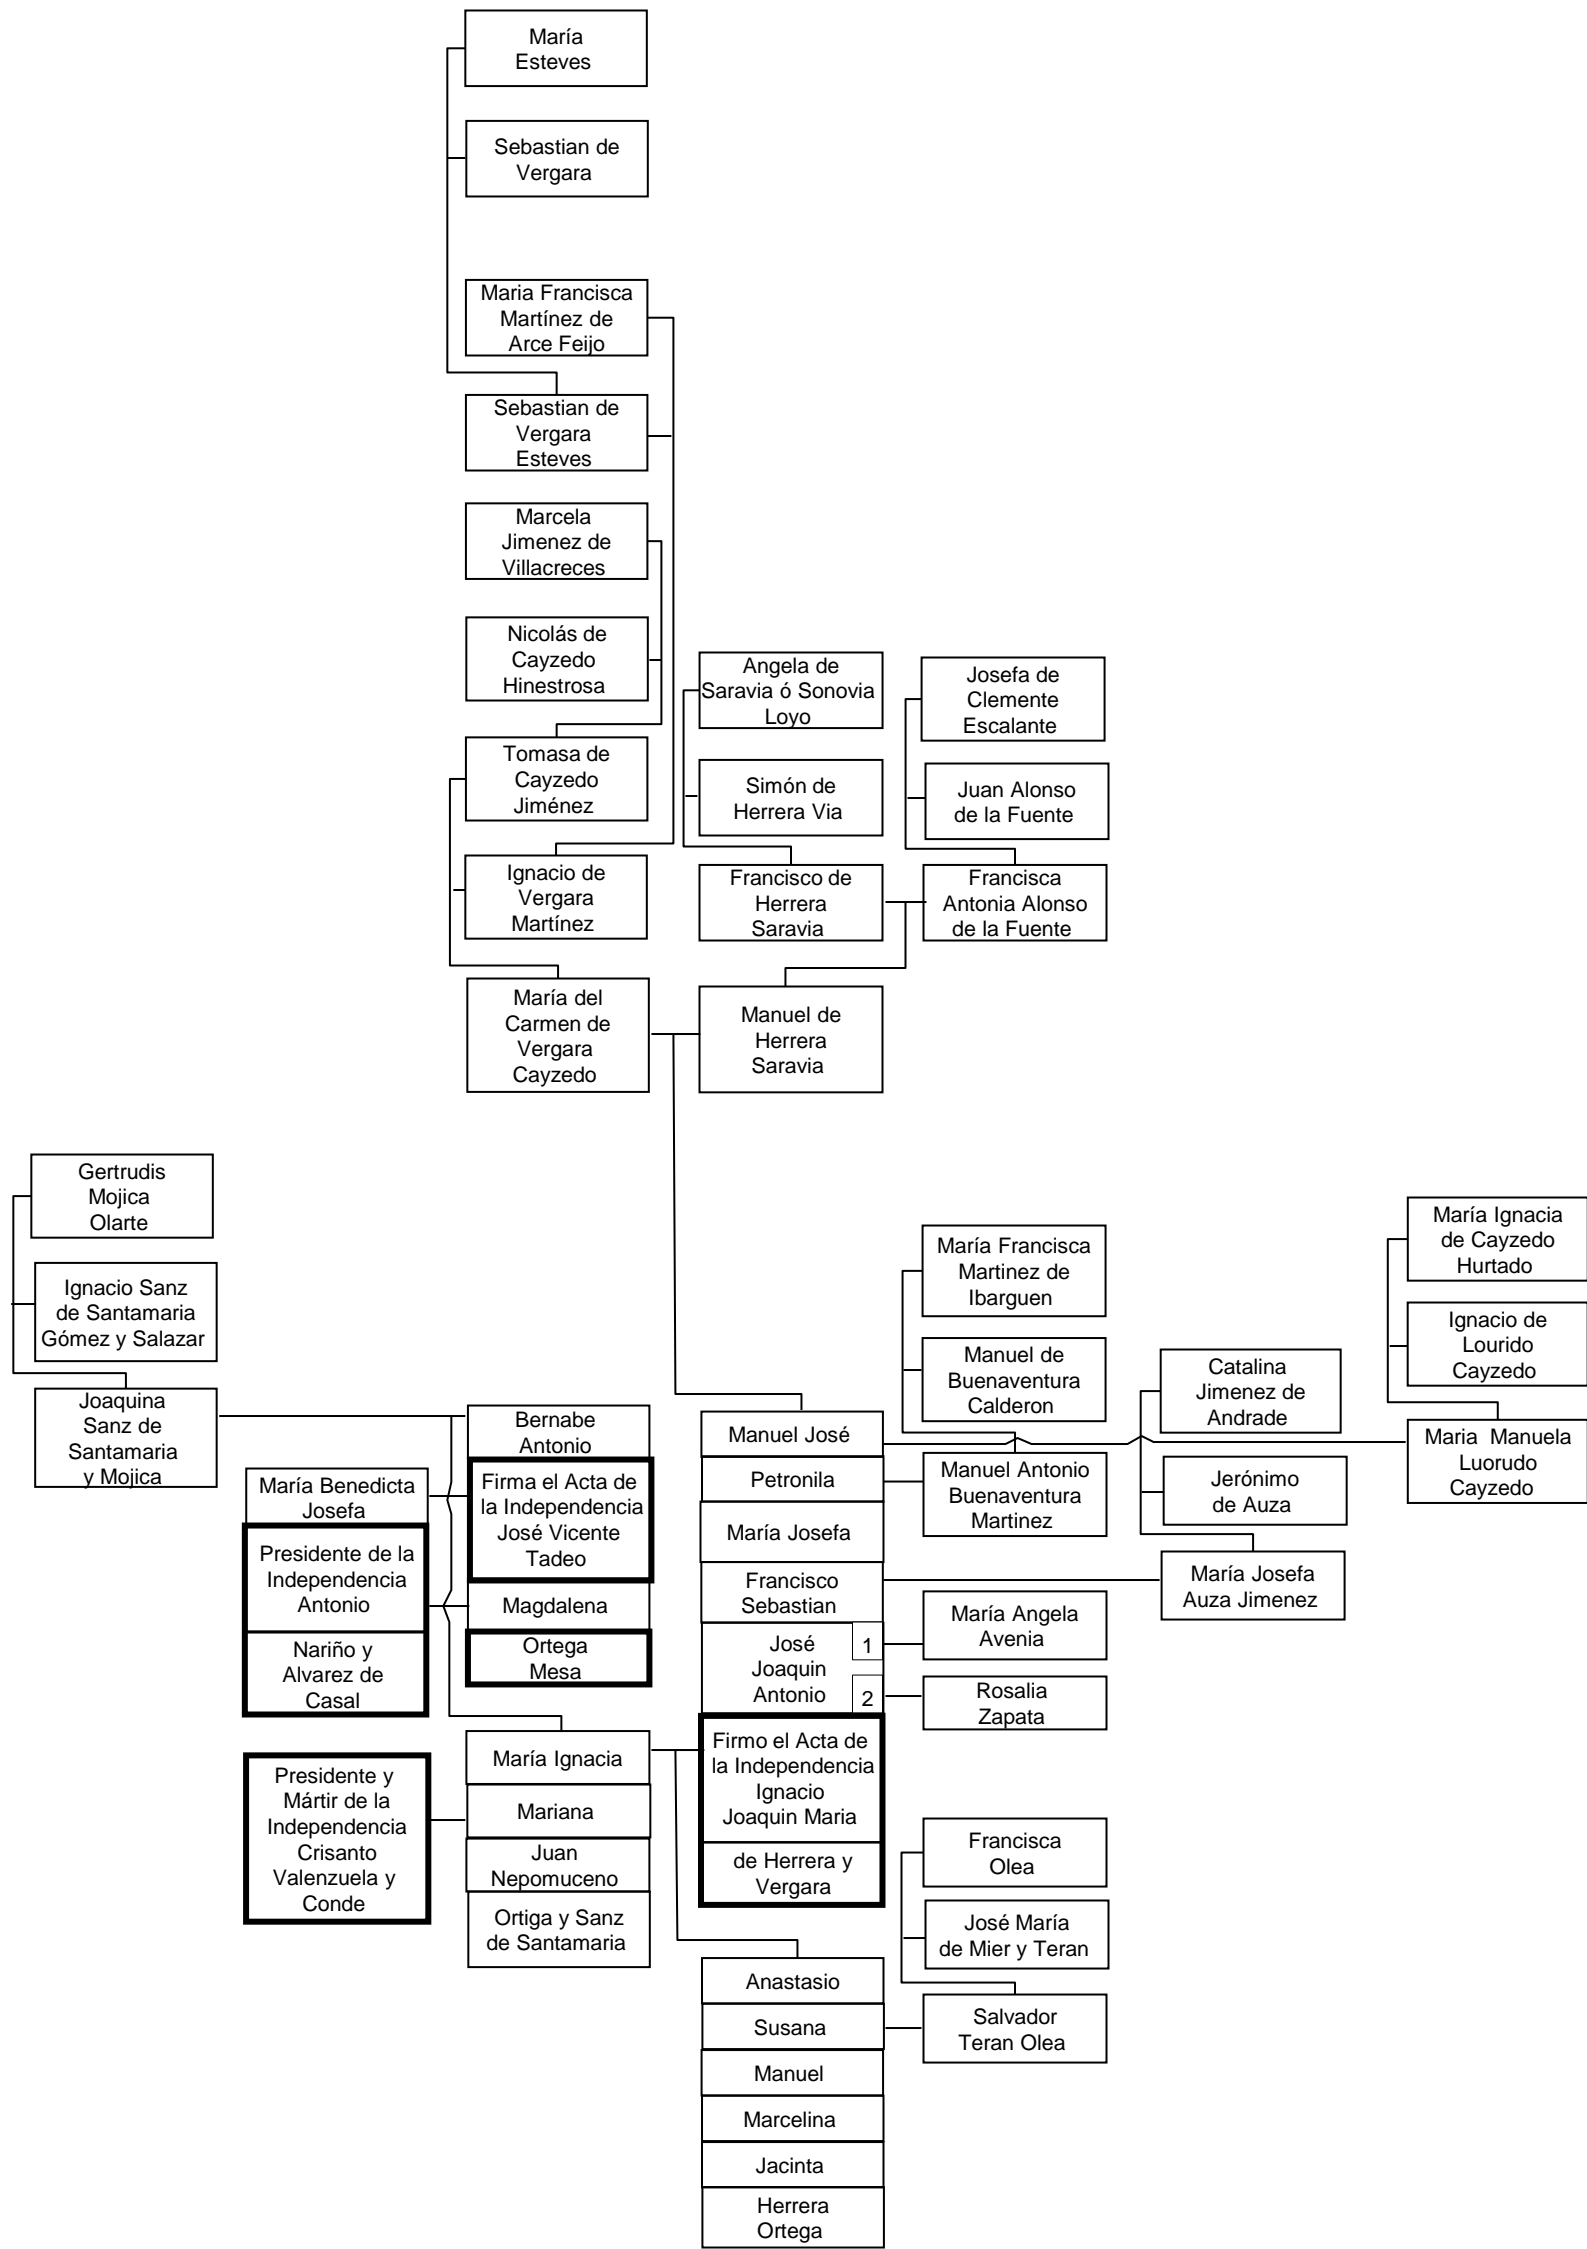 María
Esteves
Sebastian de
Vergara
Maria Francisca
Martínez de
Arce Feijo
Sebastian de
Vergara
Esteves
Marcela
Jimenez de
Villacreces
Nicolás de
Cayzedo
Hinestrosa
Angela de
Saravia ó Sonovia
Loyo
Josefa de
Clemente
Escalante
Tomasa de
Cayzedo
Jiménez
Simón de
Herrera Via
Juan Alonso
de la Fuente
Ignacio de
Vergara
Martínez
Francisco de
Herrera
Saravia
Francisca
Antonia Alonso
de la Fuente
María del
Carmen de
Vergara
Cayzedo
Manuel de
Herrera
Saravia
Gertrudis
Mojica
Olarte
Ignacio Sanz
de Santamaria
Gómez y Salazar
Joaquina
Sanz de
Santamaria
y Mojica
María Francisca
Martinez de
Ibarguen
Manuel de
Buenaventura
Calderon
Manuel Antonio
Buenaventura
Martinez
Catalina
Jimenez de
Andrade
Jerónimo
de Auza
María Josefa
Auza Jimenez
María Ignacia
de Cayzedo
Hurtado
Ignacio de
Lourido
Cayzedo
Maria Manuela
Luorudo
Cayzedo
María Benedicta
Josefa
Presidente de la
Independencia
Antonio
Nariño y
Alvarez de
Casal
Presidente y
Mártir de la
Independencia
Crisanto
Valenzuela y
Conde
Bernabe
Antonio
Firma el Acta de
la Independencia
José Vicente
Tadeo
Magdalena
Ortega
Mesa
María Ignacia
Mariana
Juan
Nepomuceno
Ortiga y Sanz
de Santamaria
Manuel José
Petronila
María Josefa
Francisco
Sebastian
José
Joaquin
Antonio
1
2
María Angela
Avenia
Rosalia
Zapata
Firmo el Acta de
la Independencia
Ignacio
Joaquin Maria
de Herrera y
Vergara
Francisca
Olea
José María
de Mier y Teran
Salvador
Teran Olea
Anastasio
Susana
Manuel
Marcelina
Jacinta
Herrera
Ortega